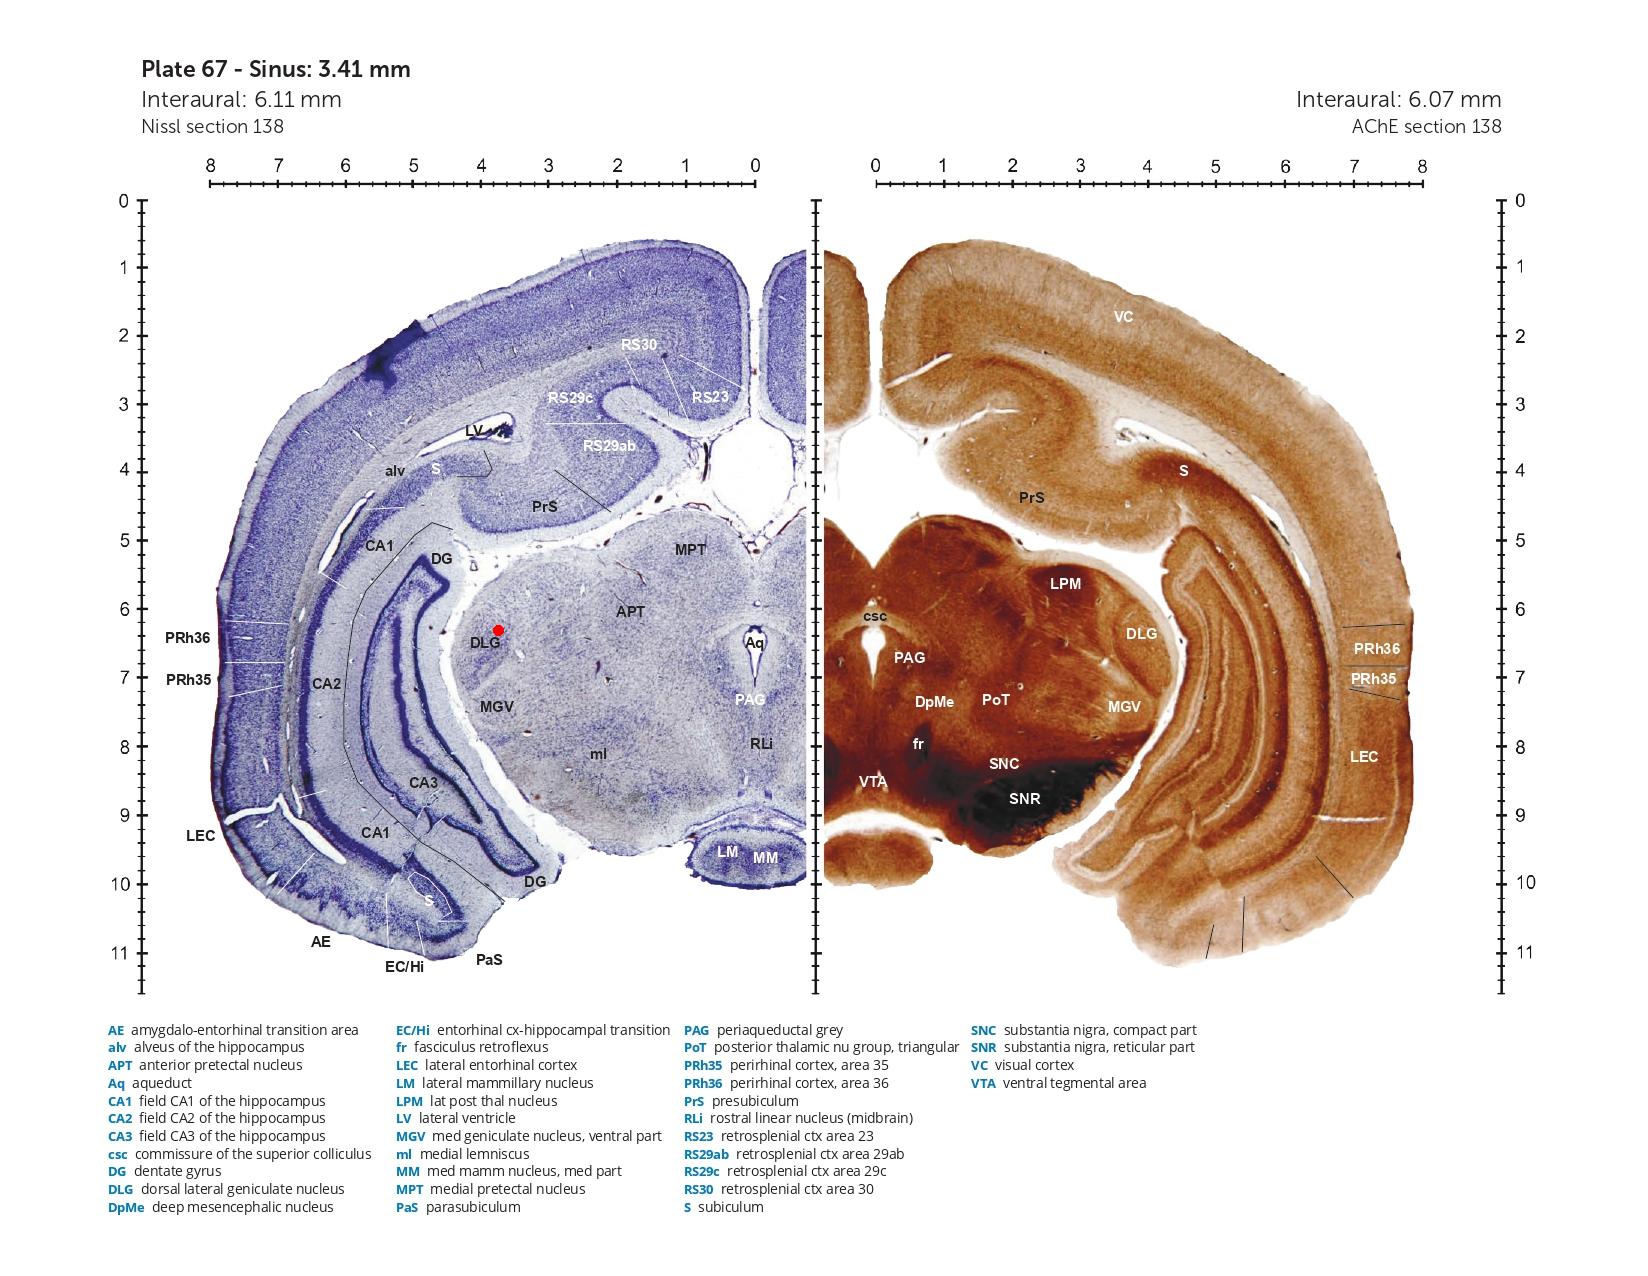 Plate 67 - Sinus: 3.41 mm
Interaural: 6.11 mm
Nissl section 138
Interaural: 6.07 mm
AChE section 138
8 7 6 5 4 3 2 1 0
0 1 2 3 4 5 6 7 8
0
1
2
3
4
5
6
7
8
9
10
11
RS30
RS29c
RS23
LV
RS29ab
alv
S
PrS
CA1
DG
MPT
APT
PRh36
DLG
Aq
PRh35
CA2
PAG
MGV
RLi
ml
CA3
LEC
CA1
LM
MM
DG
S
AE
EC/Hi
PaS
VC
S
PrS
LPM
csc
DLG
PAG
PRh36
PRh35
DpMe
PoT
MGV
fr
LEC
SNC
VTA
SNR
0
1
2
3
4
5
6
7
8
9
10
11
AE amygdalo-entorhinal transition area
alv alveus of the hippocampus
APT anterior pretectal nucleus
Aq aqueduct
CA1 field CA1 of the hippocampus
CA2 field CA2 of the hippocampus
CA3 field CA3 of the hippocampus
csc commissure of the superior colliculus
DG dentate gyrus
DLG dorsal lateral geniculate nucleus
DpMe deep mesencephalic nucleus
EC/Hi entorhinal cx-hippocampal transition
fr fasciculus retroflexus
LEC lateral entorhinal cortex
LM lateral mammillary nucleus
LPM lat post thal nucleus
LV lateral ventricle
MGV med geniculate nucleus, ventral part
ml medial lemniscus
MM med mamm nucleus, med part
MPT medial pretectal nucleus
PaS parasubiculum
PAG periaqueductal grey
PoT posterior thalamic nu group, triangular
PRh35 perirhinal cortex, area 35
PRh36 perirhinal cortex, area 36
PrS presubiculum
RLi rostral linear nucleus (midbrain)
RS23 retrosplenial ctx area 23
RS29ab retrosplenial ctx area 29ab
RS29c retrosplenial ctx area 29c
RS30 retrosplenial ctx area 30
S subiculum
SNC substantia nigra, compact part
SNR substantia nigra, reticular part
VC visual cortex
VTA ventral tegmental area